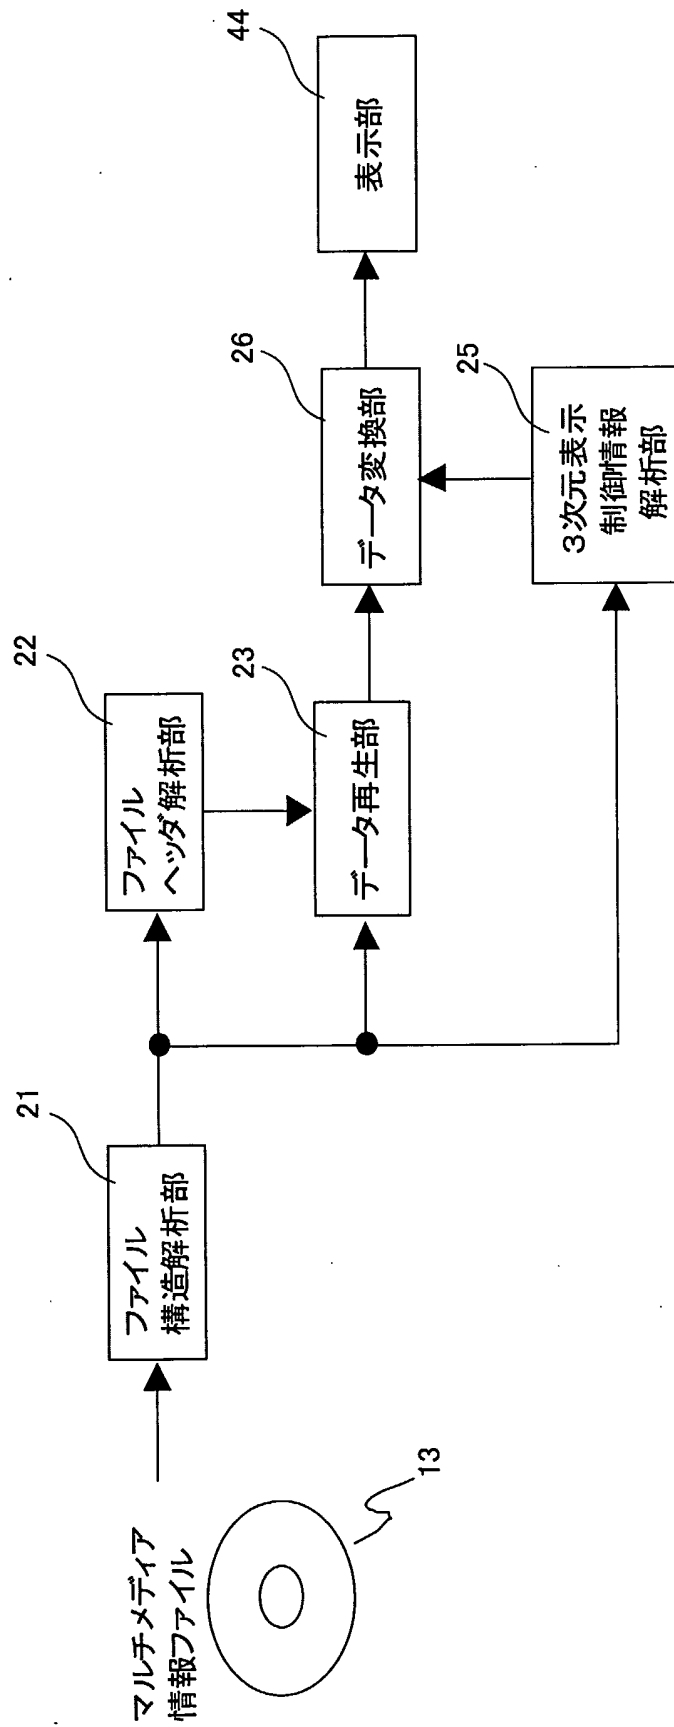 マルチメディア
情報ファイル
13
21
ファイル
構造解析部
22
ファイル
ヘッダ解析部
23
データ再生部
26
データ変換部
25
3次元表示
制御情報
解析部
44
表示部